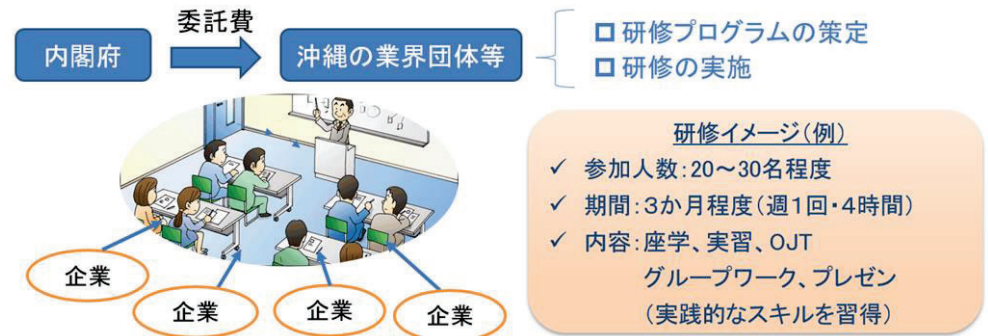 委託費
内閣府
沖縄の業界団体等
研修プログラムの策定
研修の実施
研修イメージ(例)
✓ 参加人数:20～30名程度
✓ 期間:3か月程度(週1回・4時間)
✓ 内容:座学、実習、OJT
グループワーク、プレゼン
(実践的なスキルを習得)
企業
企業
企業
企業